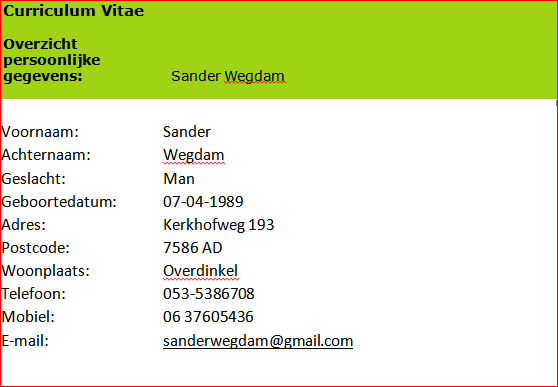 Curriculum Vitae
Overzicht
persoonlijke
gegevens: Sander Wegdam
Voornaam: Sander
Achternaam: Wegdam
Geslacht: Man
Geboortedatum: 07-04-1989
Adres: Kerkhofweg 193
Postcode: 7586 AD
Woonplaats: Overdinkel
Telefoon: 053-5386708
Mobiel: 06 37605436
E-mail: sanderwegdam@gmail.com